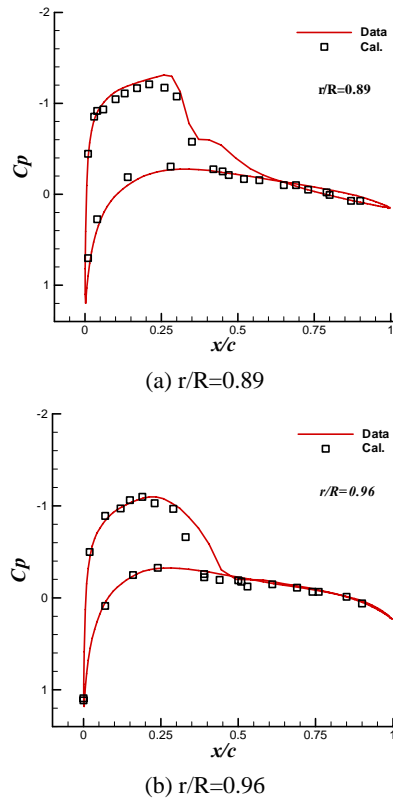 -2
Data
Cal.
-1
r/R=0.89
Cp
0
1
0 0.25 0.5 0.75 1
x/c
(a) r/R=0.89
-2
Data
Cal.
r/R=0.96
-1
Cp
0
1
0 0.25 0.5 0.75 1
x/c
(b) r/R=0.96